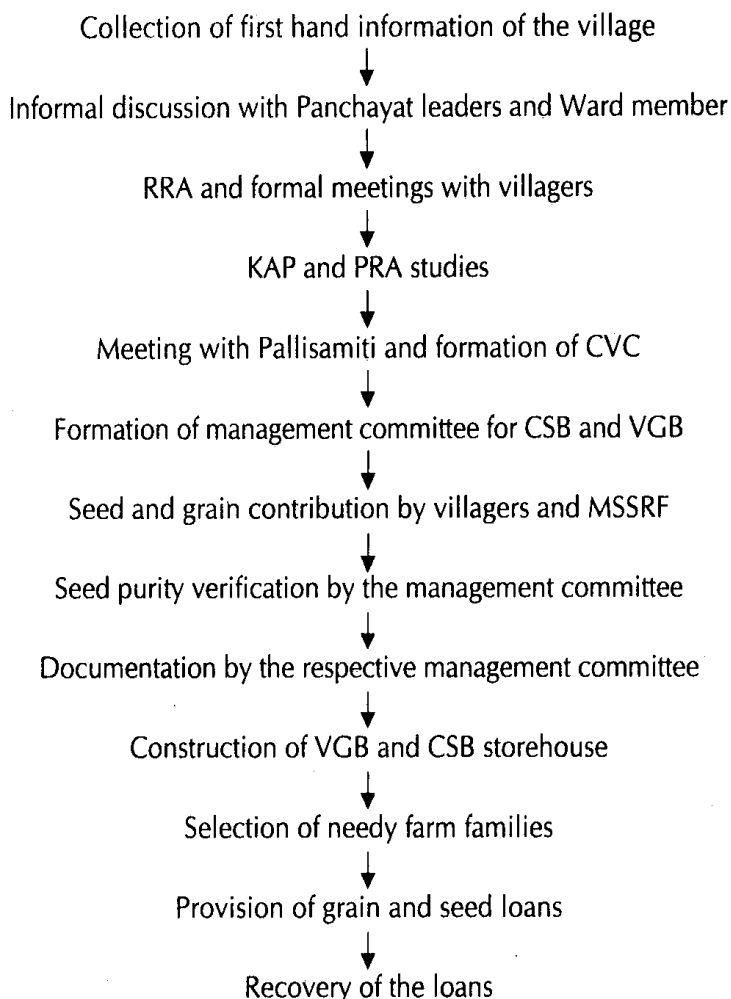 Collection of first hand information of the village
Informal discussion with Panchayat leaders and Ward member
RRA and formal meetings with villagers
KAP and PRA studies
Meeting with Pallisamiti and formation of CVC
Formation of management committee for CSB and VGB
Seed and grain contribution by villagers and MSSRF
Seed purity verification by the management committee
Documentation by the respective management committee
Construction of VGB and CSB storehouse
Selection of needy farm families
Provision of grain and seed loans
Recovery of the loans